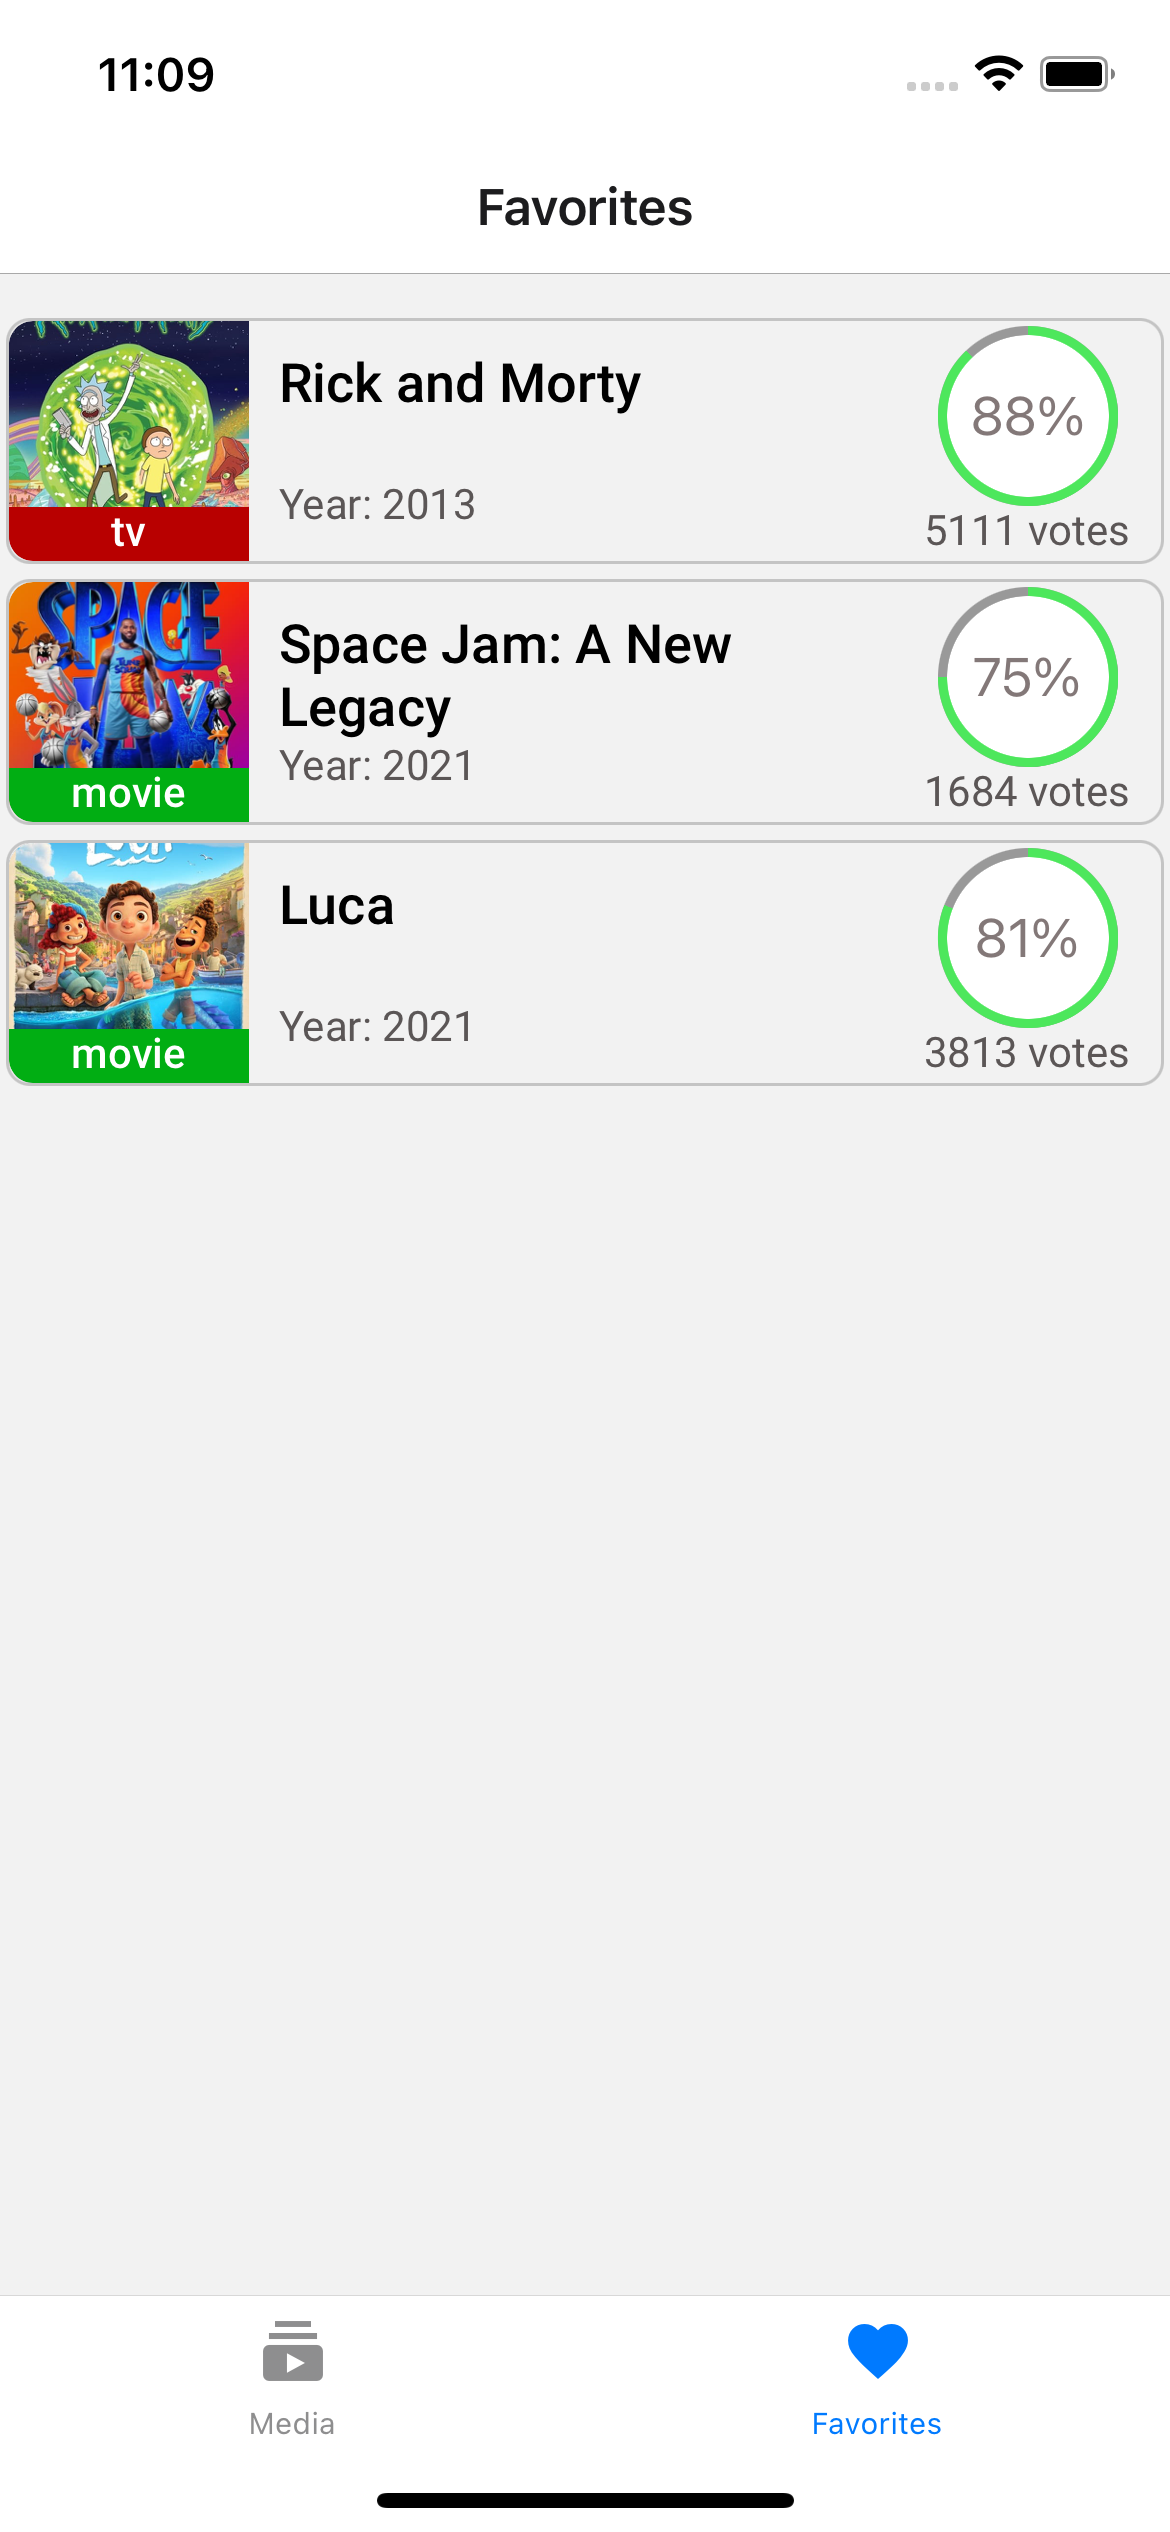 11:09
Favorites
Rick and Morty
88%
Year: 2013
5111 votes
tv
SPACE
Space Jam: A New
Legacy
75%
Year: 2021
1684 votes
movie
Luca
81%
Year: 2021
3813 votes
movie
Media
Favorites